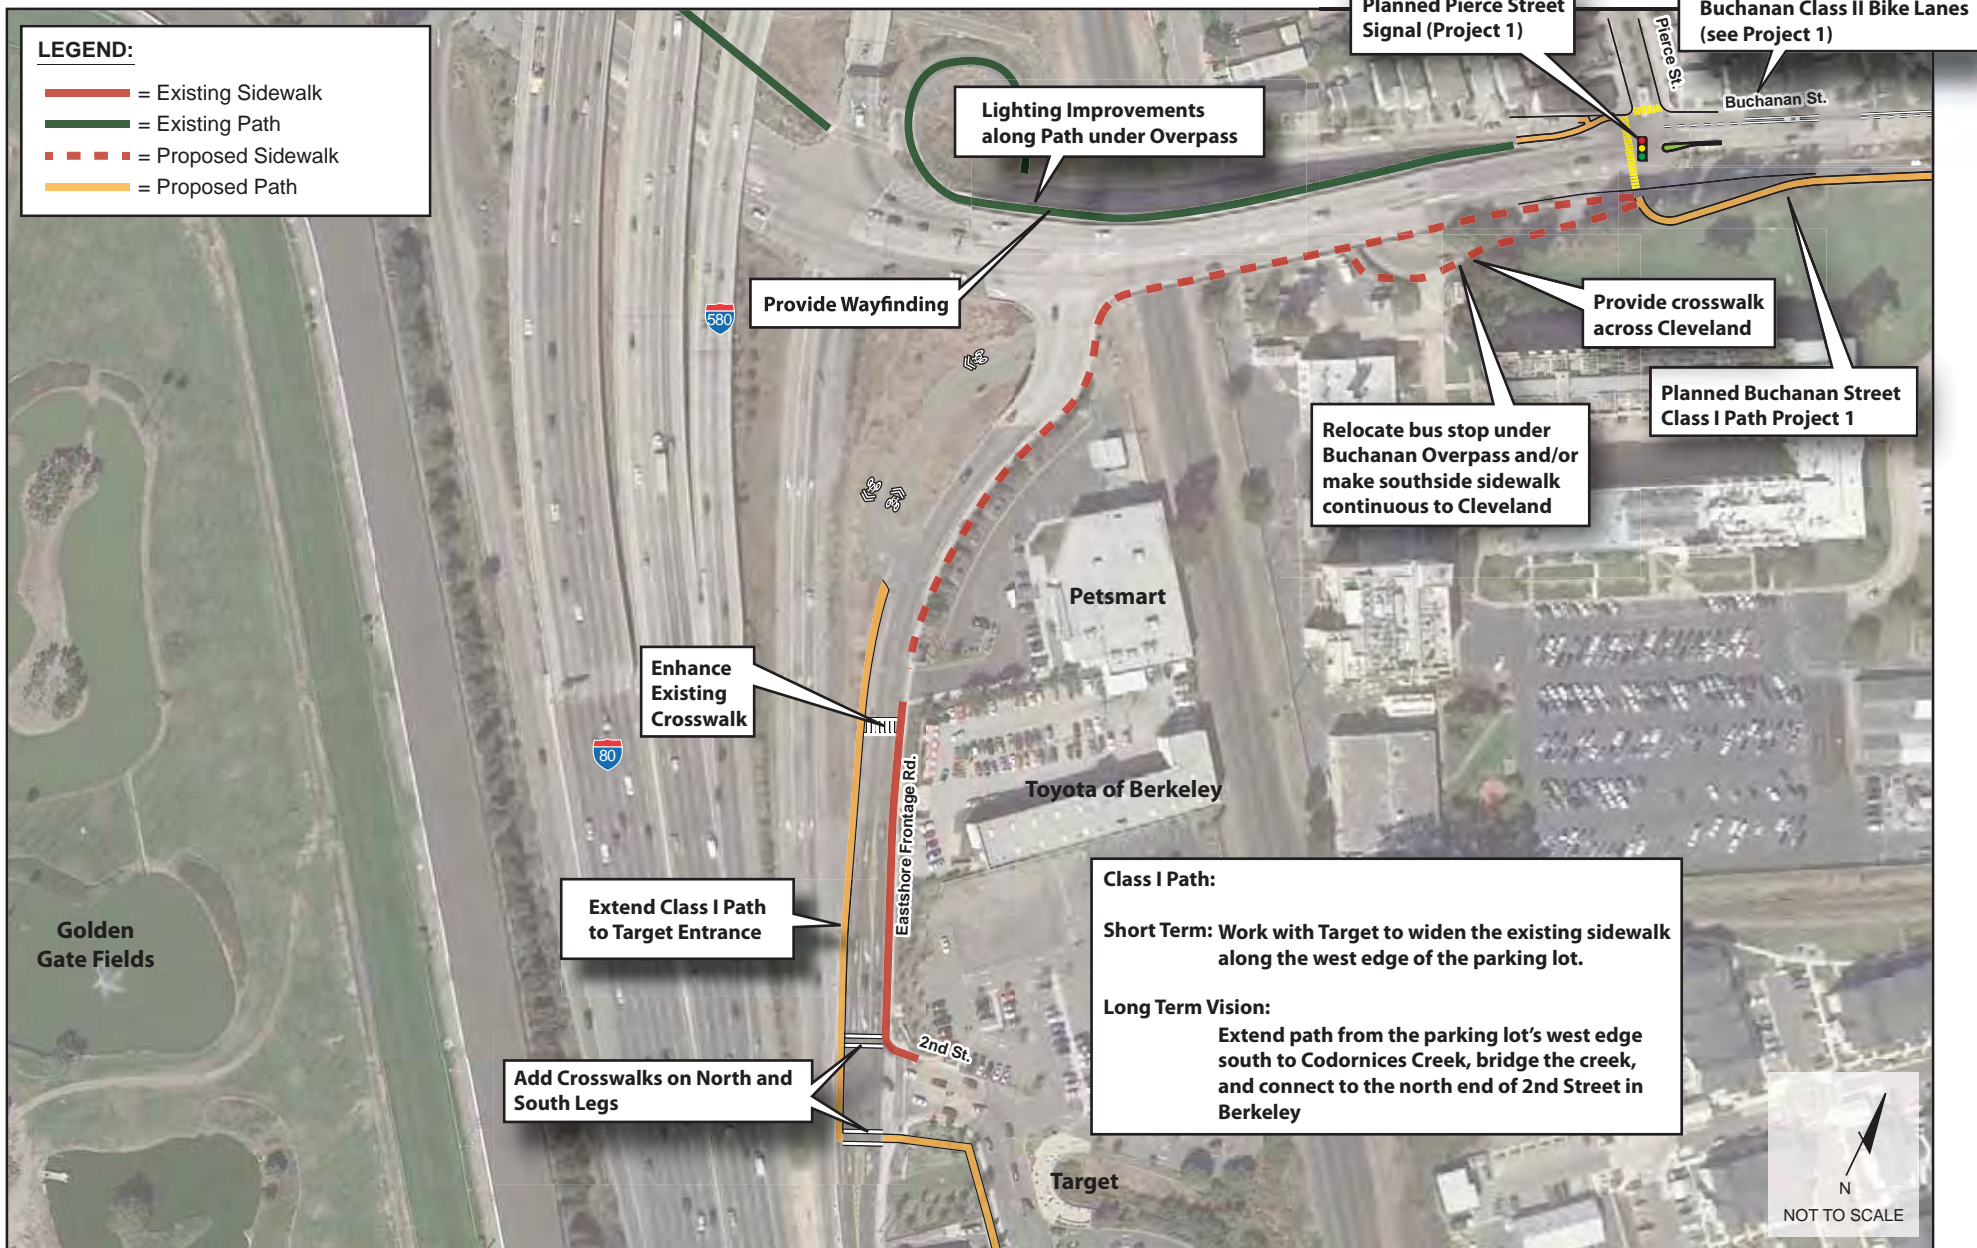 Planned Pierce Street
Signal (Project 1)
Buchanan Class II Bike Lanes
(see Project 1)
LEGEND:
= Existing Sidewalk
= Existing Path
= Proposed Sidewalk
= Proposed Path
Pierce St.
Buchanan St.
Lighting Improvements
along Path under Overpass
Provide Wayfinding
580
Provide crosswalk
across Cleveland
Planned Buchanan Street
Class I Path Project 1
Relocate bus stop under
Buchanan Overpass and/or
make southside sidewalk
continuous to Cleveland
Petsmart
Enhance
Existing
Crosswalk
80
Toyota of Berkeley
Eastshore Frontage Rd.
Extend Class I Path
to Target Entrance
Golden
Gate Fields
Class I Path:
Short Term: Work with Target to widen the existing sidewalk
along the west edge of the parking lot.
Long Term Vision:
Extend path from the parking lot's west edge
south to Codornices Creek, bridge the creek,
and connect to the north end of 2nd Street in
Berkeley
2nd St.
Add Crosswalks on North and
South Legs
Target
N
NOT TO SCALE